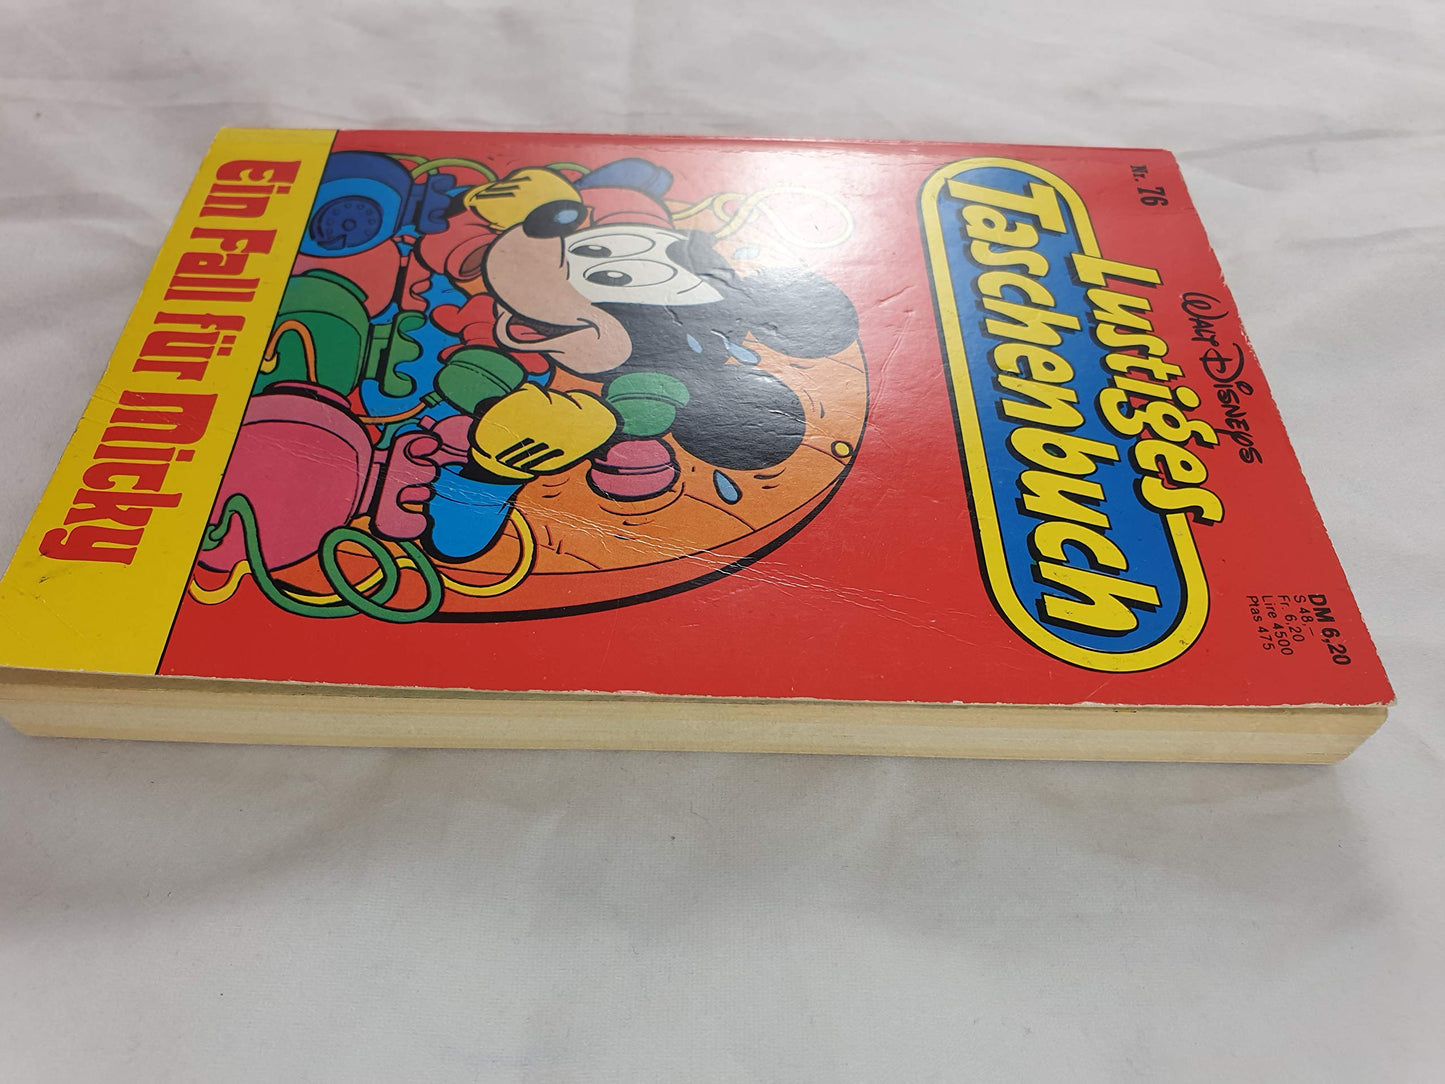 Nr. 76
WALT DISNEYS
Lustiges
Taschenbuch
DM 6,20
S 48,–
Fr. 6,20
Lire 4500
Ptas 475
Ein Fall für Micky